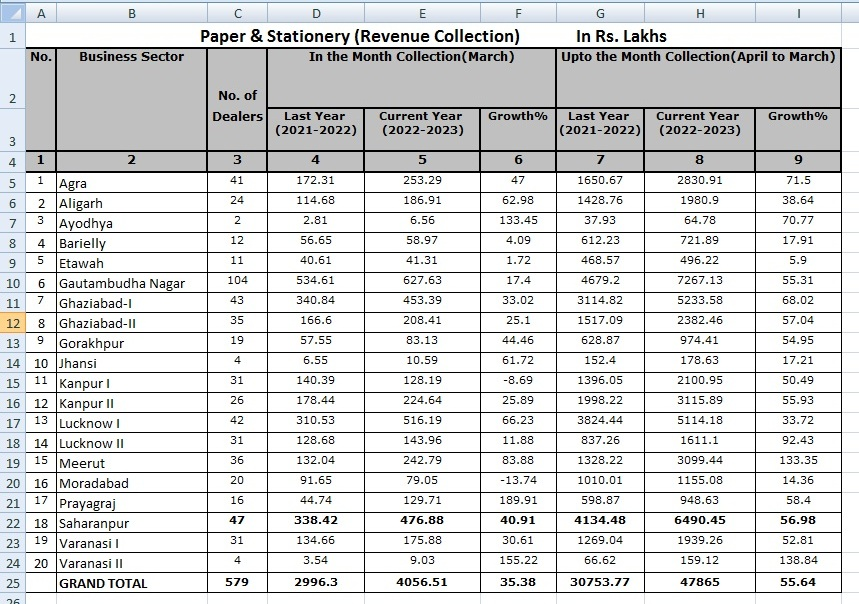 A B C D E F G H I
1 Paper & Stationery (Revenue Collection) In Rs. Lakhs
2 No. Business Sector No. of Dealers In the Month Collection(March) Upto the Month Collection(April to March)
3 Last Year (2021-2022) Current Year (2022-2023) Growth% Last Year (2021-2022) Current Year (2022-2023) Growth%
4 1 2 3 4 5 6 7 8 9
5 1 Agra 41 172.31 253.29 47 1650.67 2830.91 71.5
6 2 Aligarh 24 114.68 186.91 62.98 1428.76 1980.9 38.64
7 3 Ayodhya 2 2.81 6.56 133.45 37.93 64.78 70.77
8 4 Barielly 12 56.65 58.97 4.09 612.23 721.89 17.91
9 5 Etawah 11 40.61 41.31 1.72 468.57 496.22 5.9
10 6 Gautambudha Nagar 104 534.61 627.63 17.4 4679.2 7267.13 55.31
11 7 Ghaziabad-I 43 340.84 453.39 33.02 3114.82 5233.58 68.02
12 8 Ghaziabad-II 35 166.6 208.41 25.1 1517.09 2382.46 57.04
13 9 Gorakhpur 19 57.55 83.13 44.46 628.87 974.41 54.95
14 10 Jhansi 4 6.55 10.59 61.72 152.4 178.63 17.21
15 11 Kanpur I 31 140.39 128.19 -8.69 1396.05 2100.95 50.49
16 12 Kanpur II 26 178.44 224.64 25.89 1998.22 3115.89 55.93
17 13 Lucknow I 42 310.53 516.19 66.23 3824.44 5114.18 33.72
18 14 Lucknow II 31 128.68 143.96 11.88 837.26 1611.1 92.43
19 15 Meerut 36 132.04 242.79 83.88 1328.22 3099.44 133.35
20 16 Moradabad 20 91.65 79.05 -13.74 1010.01 1155.08 14.36
21 17 Prayagraj 16 44.74 129.71 189.91 598.87 948.63 58.4
22 18 Saharanpur 47 338.42 476.88 40.91 4134.48 6490.45 56.98
23 19 Varanasi I 31 134.66 175.88 30.61 1269.04 1939.26 52.81
24 20 Varanasi II 4 3.54 9.03 155.22 66.62 159.12 138.84
25 GRAND TOTAL 579 2996.3 4056.51 35.38 30753.77 47865 55.64
26